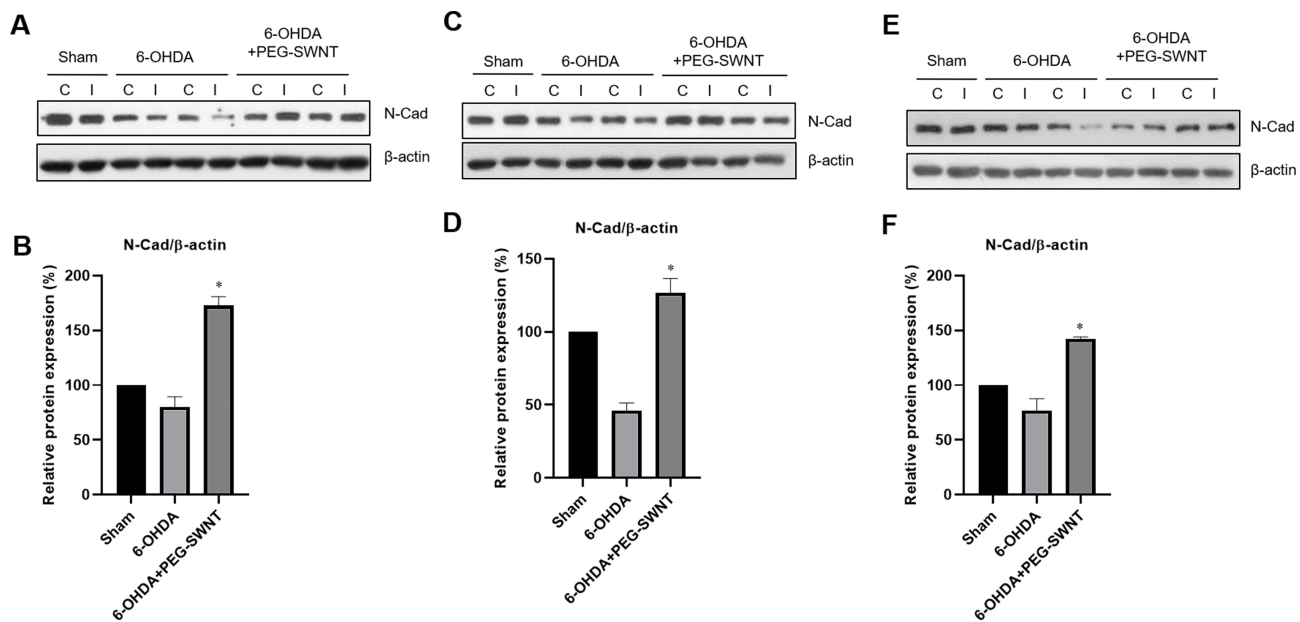 A
Sham
6-OHDA
6-OHDA
+PEG-SWNT
C I C I C I C I C I
N-Cad
β-actin
B
N-Cad/β-actin
Relative protein expression (%)
200
150
100
50
0
Sham
6-OHDA
6-OHDA+PEG-SWNT
*
C
Sham
6-OHDA
6-OHDA
+PEG-SWNT
C I C I C I C I C I
N-Cad
β-actin
D
N-Cad/β-actin
Relative protein expression (%)
150
100
50
0
Sham
6-OHDA
6-OHDA+PEG-SWNT
*
E
Sham
6-OHDA
6-OHDA
+PEG-SWNT
C I C I C I C I C I
N-Cad
β-actin
F
N-Cad/β-actin
Relative protein expression (%)
200
150
100
50
0
Sham
6-OHDA
6-OHDA+PEG-SWNT
*